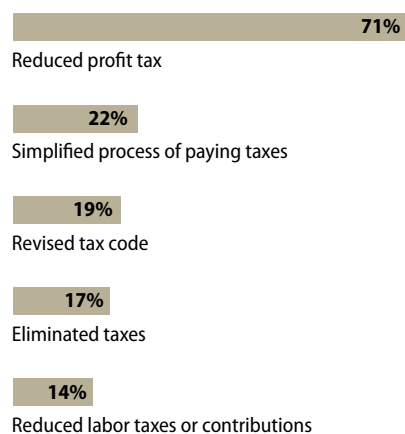 71%
Reduced profit tax
22%
Simplified process of paying taxes
19%
Revised tax code
17%
Eliminated taxes
14%
Reduced labor taxes or contributions